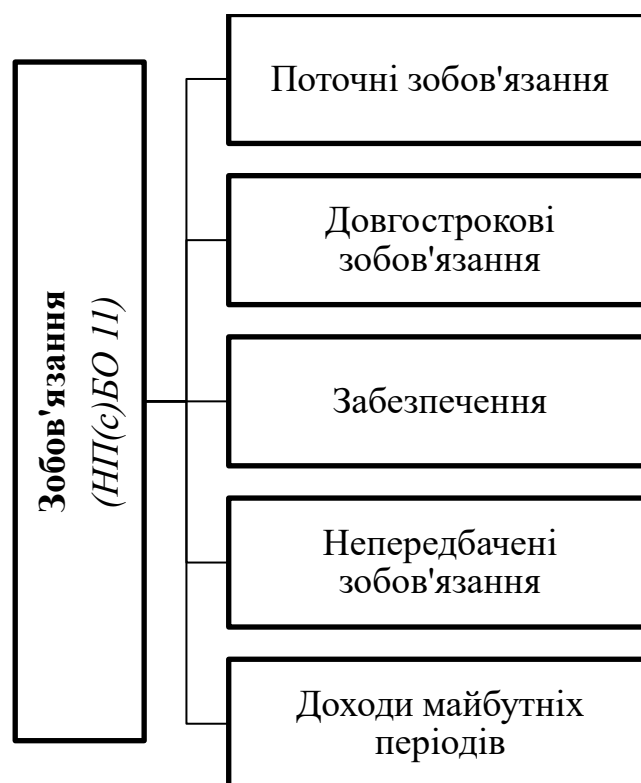 Зобов'язання
(НП(с)БО 11)
Поточні зобов'язання
Довгострокові
зобов'язання
Забезпечення
Непередбачені
зобов'язання
Доходи майбутніх
періодів